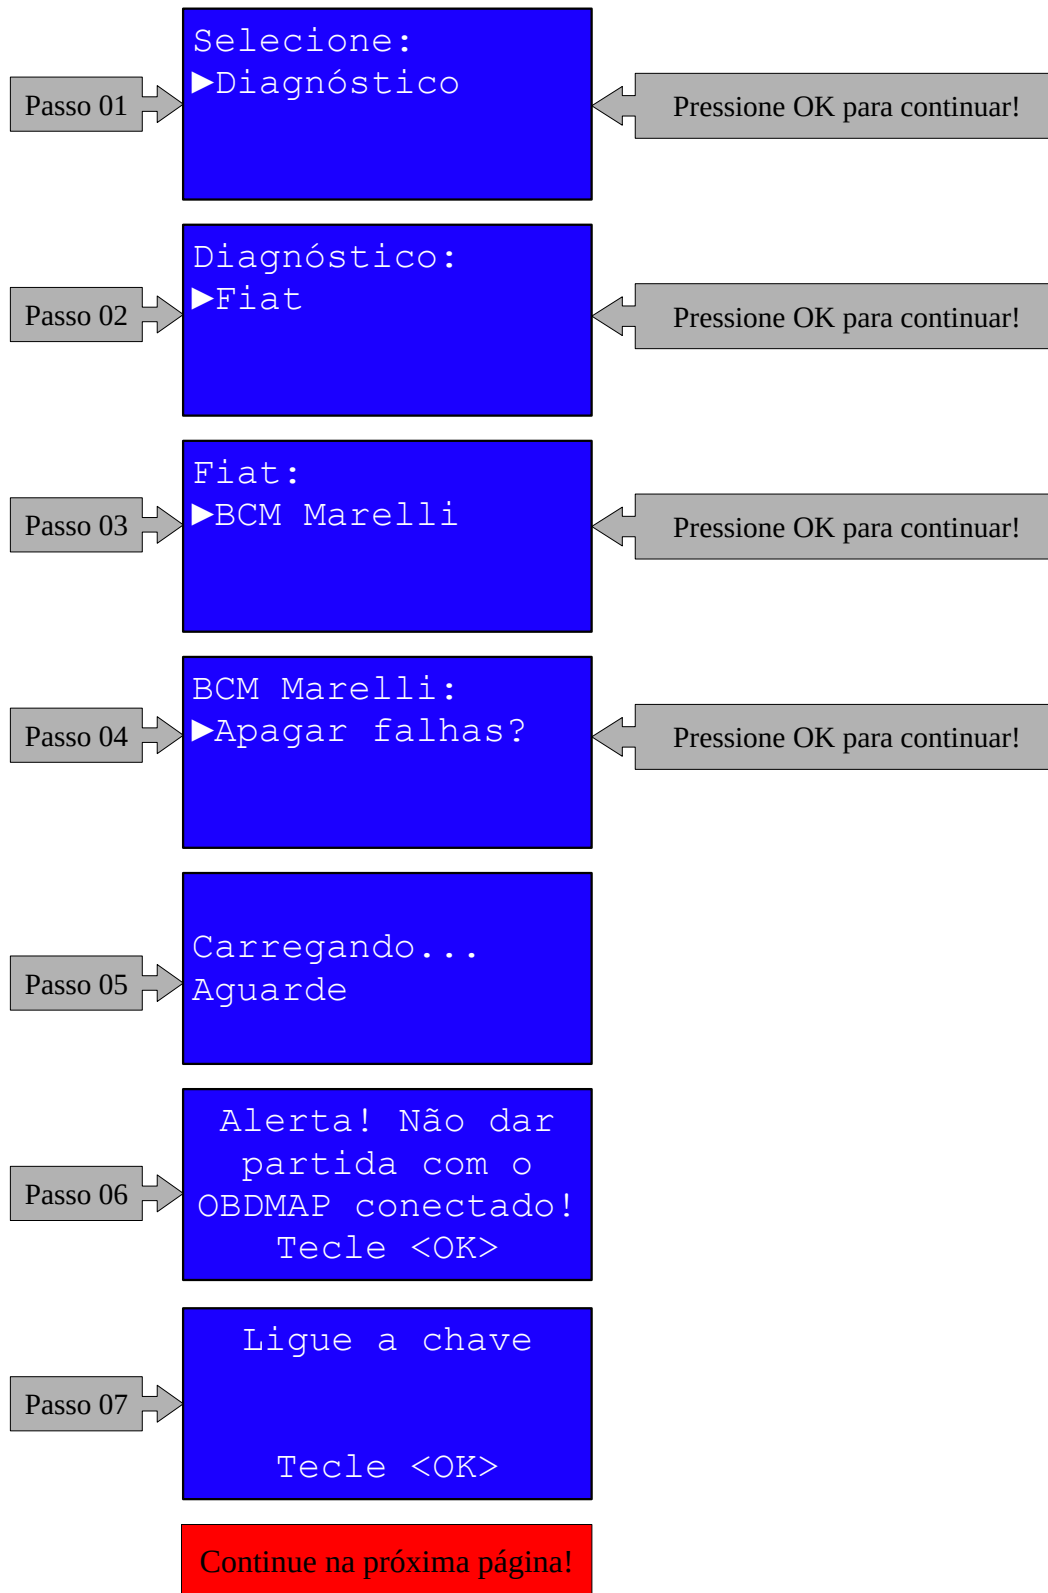 Selecione:
Passo 01
►Diagnóstico
Pressione OK para continuar!
Diagnóstico:
Passo 02
►Fiat
Pressione OK para continuar!
Fiat:
Passo 03
►BCM Marelli
Pressione OK para continuar!
BCM Marelli:
Passo 04
►Apagar falhas?
Pressione OK para continuar!
Carregando...
Passo 05
Aguarde
Alerta! Não dar
partida com o
Passo 06
OBDMAP conectado!
Tecle <OK>
Ligue a chave
Passo 07
Tecle <OK>
Continue na próxima página!